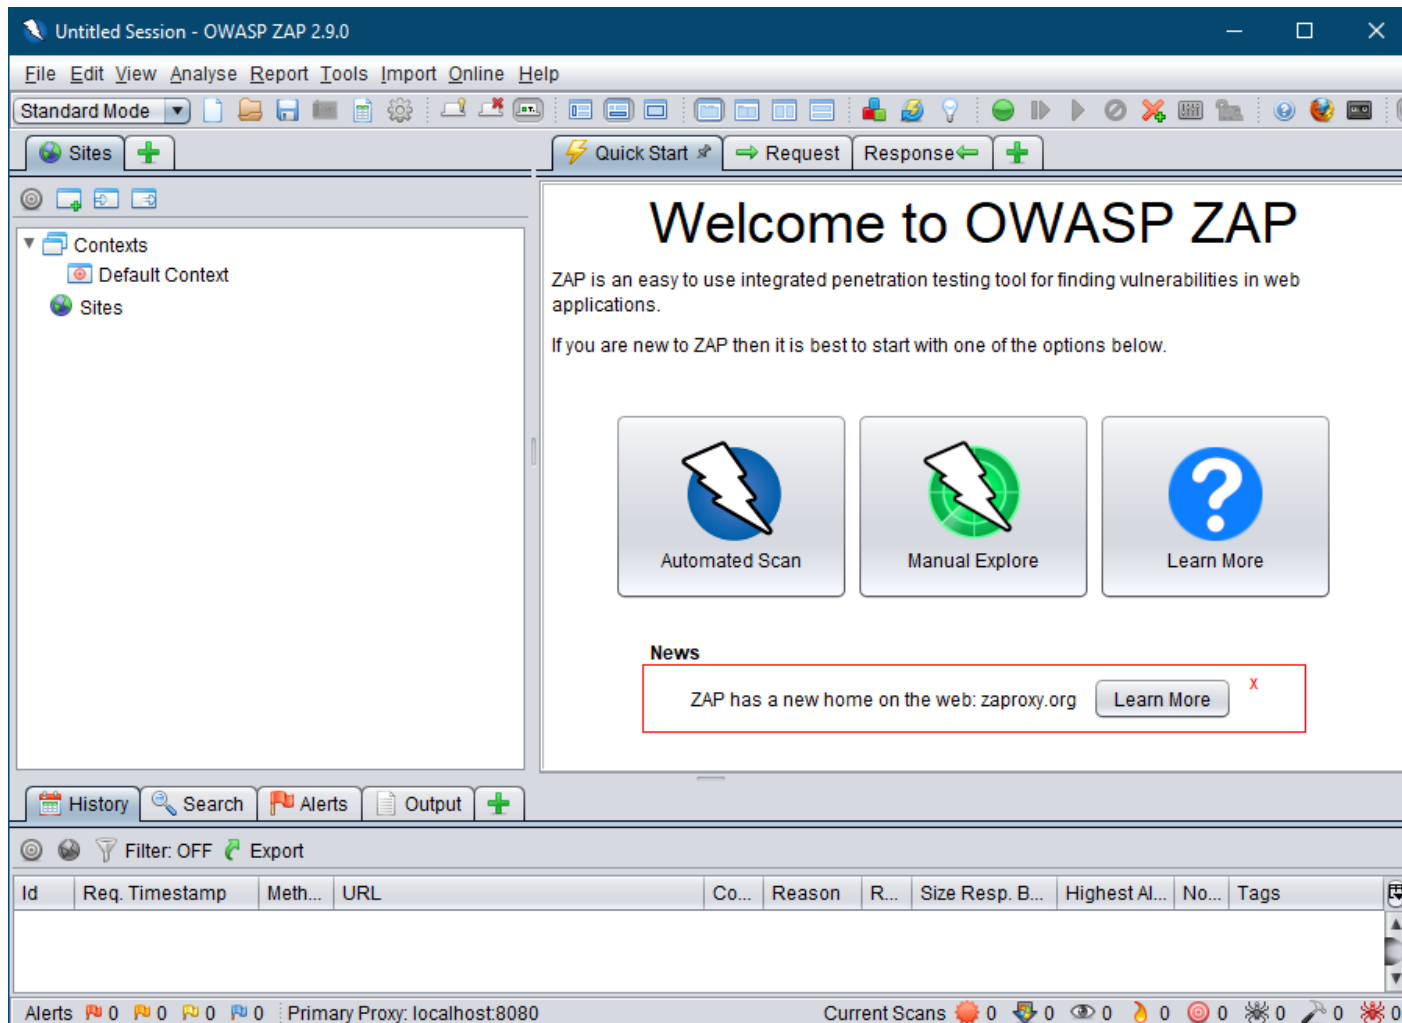 Untitled Session - OWASP ZAP 2.9.0
File Edit View Analyse Report Tools Import Online Help
Standard Mode
Sites
Quick Start Request Response
Contexts
Default Context
Sites
Welcome to OWASP ZAP
ZAP is an easy to use integrated penetration testing tool for finding vulnerabilities in web
applications.
If you are new to ZAP then it is best to start with one of the options below.
Automated Scan Manual Explore Learn More
News
ZAP has a new home on the web: zaproxy.org Learn More X
History Search Alerts Output
Filter: OFF Export
Id Req. Timestamp Meth... URL Co... Reason R... Size Resp. B... Highest Al... No... Tags
Alerts 0 0 0 0 Primary Proxy: localhost:8080 Current Scans 0 0 0 0 0 0 0 0